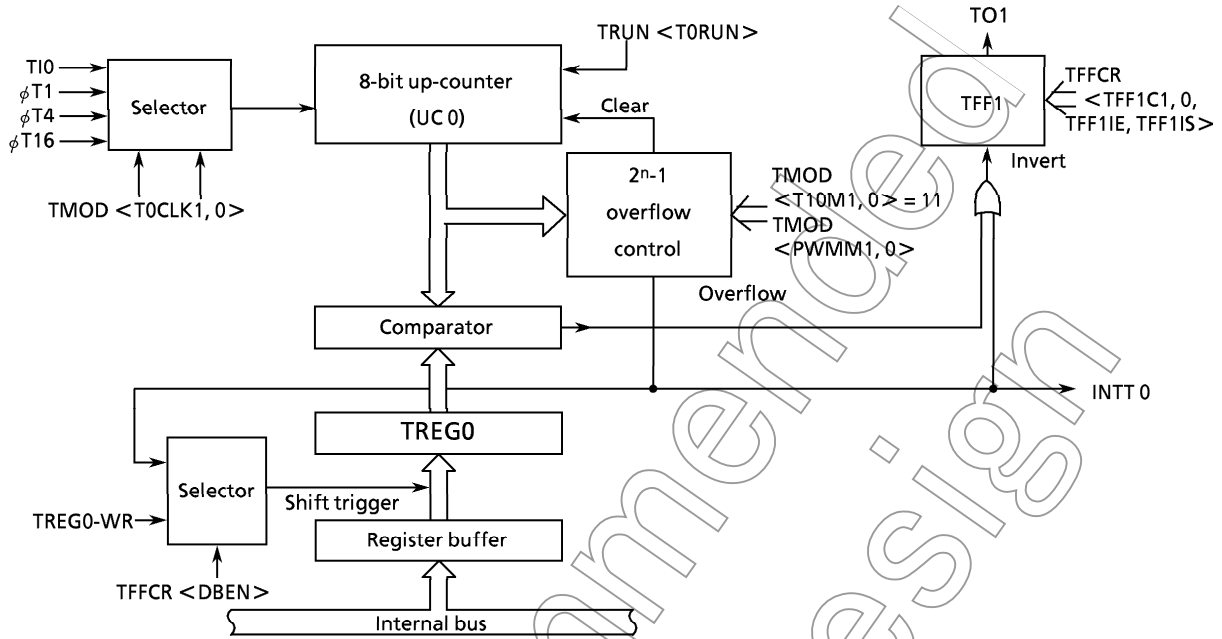 TO1
TRUN <T0RUN>
TI0
φT1
φT4
φT16
Selector
8-bit up-counter
(UC 0)
Clear
TFF1
TFFCR
<TFF1C1, 0,
TFF1IE, TFF1IS>
Invert
TMOD <T0CLK1, 0>
2ⁿ-1
overflow
control
TMOD
<T10M1, 0> = 11
TMOD
<PWMM1, 0>
Overflow
Comparator
INTT 0
TREG0
Selector
Shift trigger
TREG0-WR
Register buffer
TFFCR <DBEN>
Internal bus
mended
esign